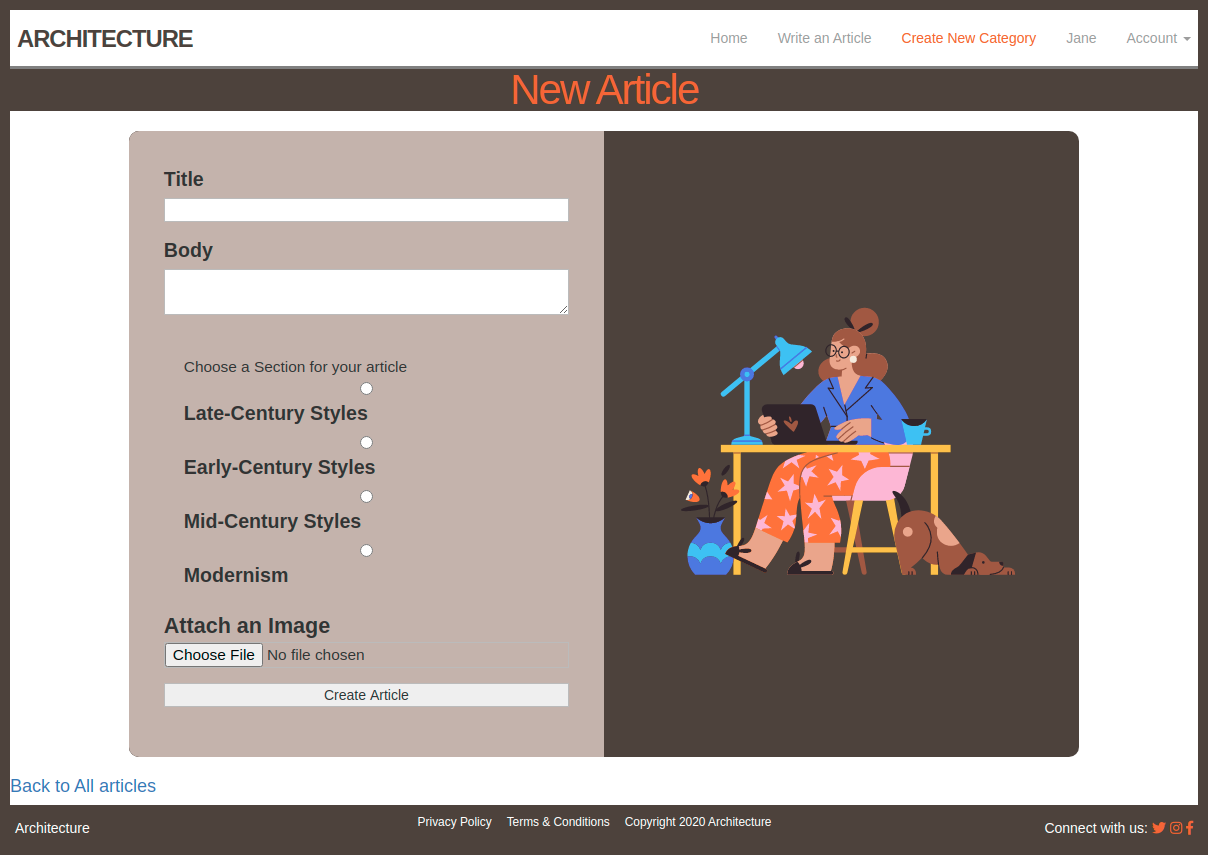 ARCHITECTURE
Home Write an Article Create New Category Jane Account
New Article
Title
Body
Choose a Section for your article
Late-Century Styles
Early-Century Styles
Mid-Century Styles
Modernism
Attach an Image
Choose File No file chosen
Create Article
Back to All articles
Architecture Privacy Policy Terms & Conditions Copyright 2020 Architecture Connect with us: